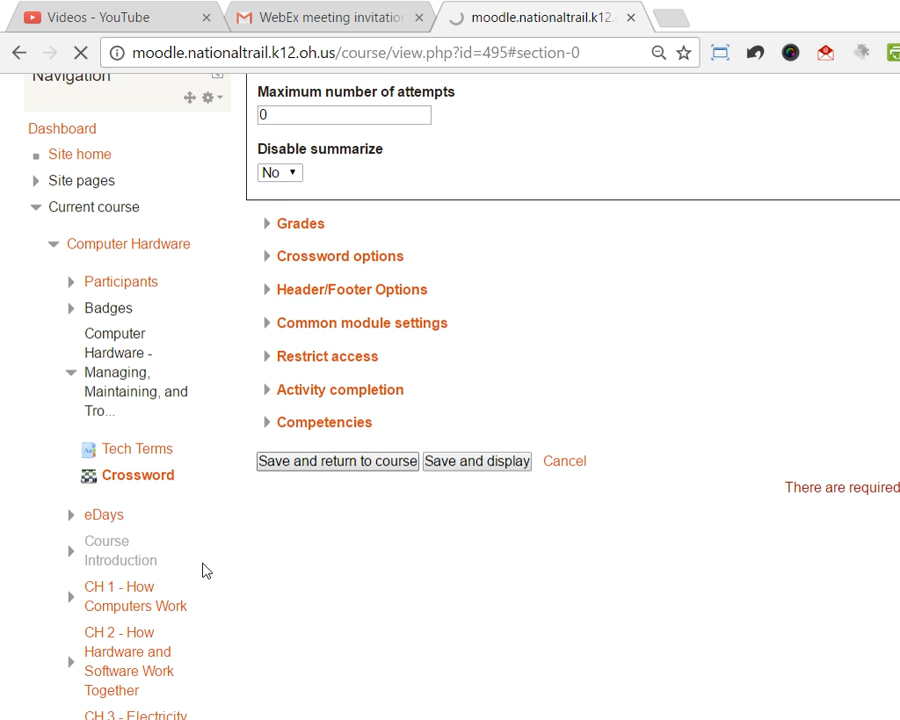 Videos - YouTube
WebEx meeting invitation
moodle.nationaltrail.k12.
moodle.nationaltrail.k12.oh.us/course/view.php?id=495#section-0
Navigation
Dashboard
Site home
Site pages
Current course
Computer Hardware
Participants
Badges
Computer
Hardware -
Managing,
Maintaining, and
Tro...
Tech Terms
Crossword
eDays
Course
Introduction
CH 1 - How
Computers Work
CH 2 - How
Hardware and
Software Work
Together
CH 3 - Electricity
Maximum number of attempts
0
Disable summarize
No
Grades
Crossword options
Header/Footer Options
Common module settings
Restrict access
Activity completion
Competencies
Save and return to course Save and display Cancel
There are required